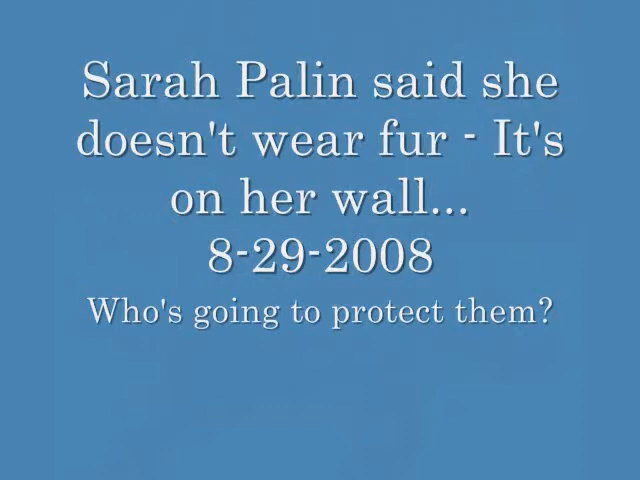 Sarah Palin said she
doesn't wear fur - It's
on her wall...
8-29-2008
Who's going to protect them?